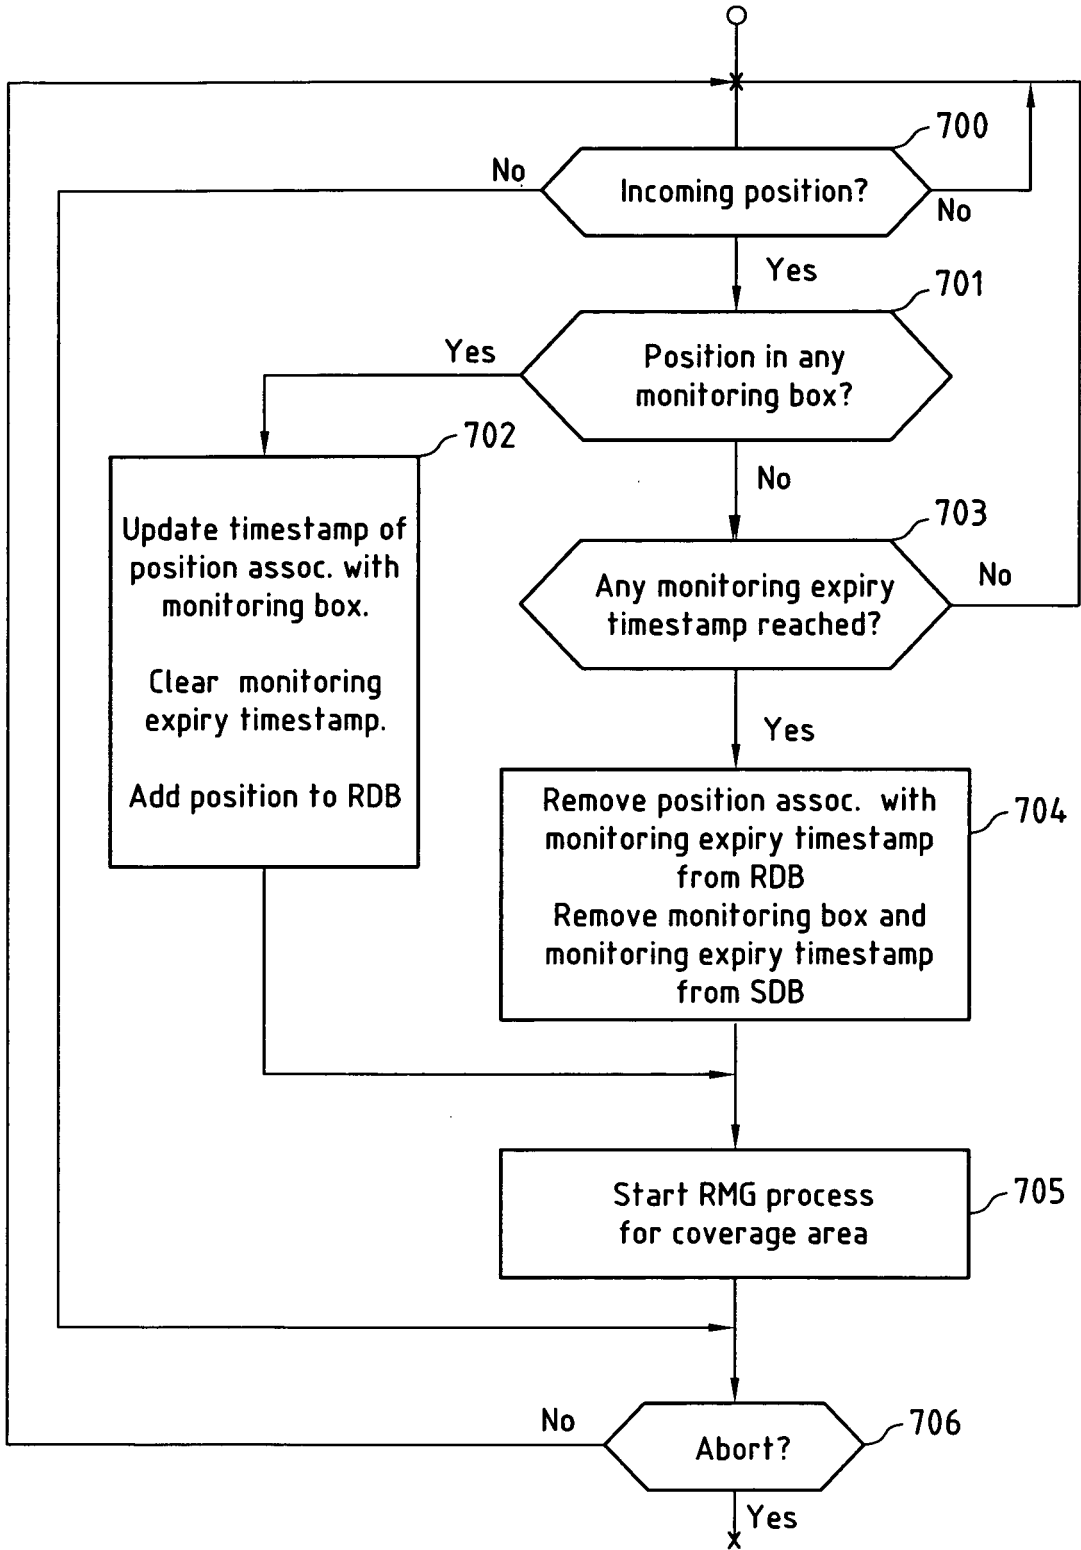 700
No
Incoming position?
No
Yes
701
Yes
Position in any
monitoring box?
702
No
703
Update timestamp of
position assoc. with
monitoring box.
Clear monitoring
expiry timestamp.
Add position to RDB
Any monitoring expiry
timestamp reached?
No
Yes
704
Remove position assoc. with
monitoring expiry timestamp
from RDB
Remove monitoring box and
monitoring expiry timestamp
from SDB
705
Start RMG process
for coverage area
No
706
Abort?
Yes